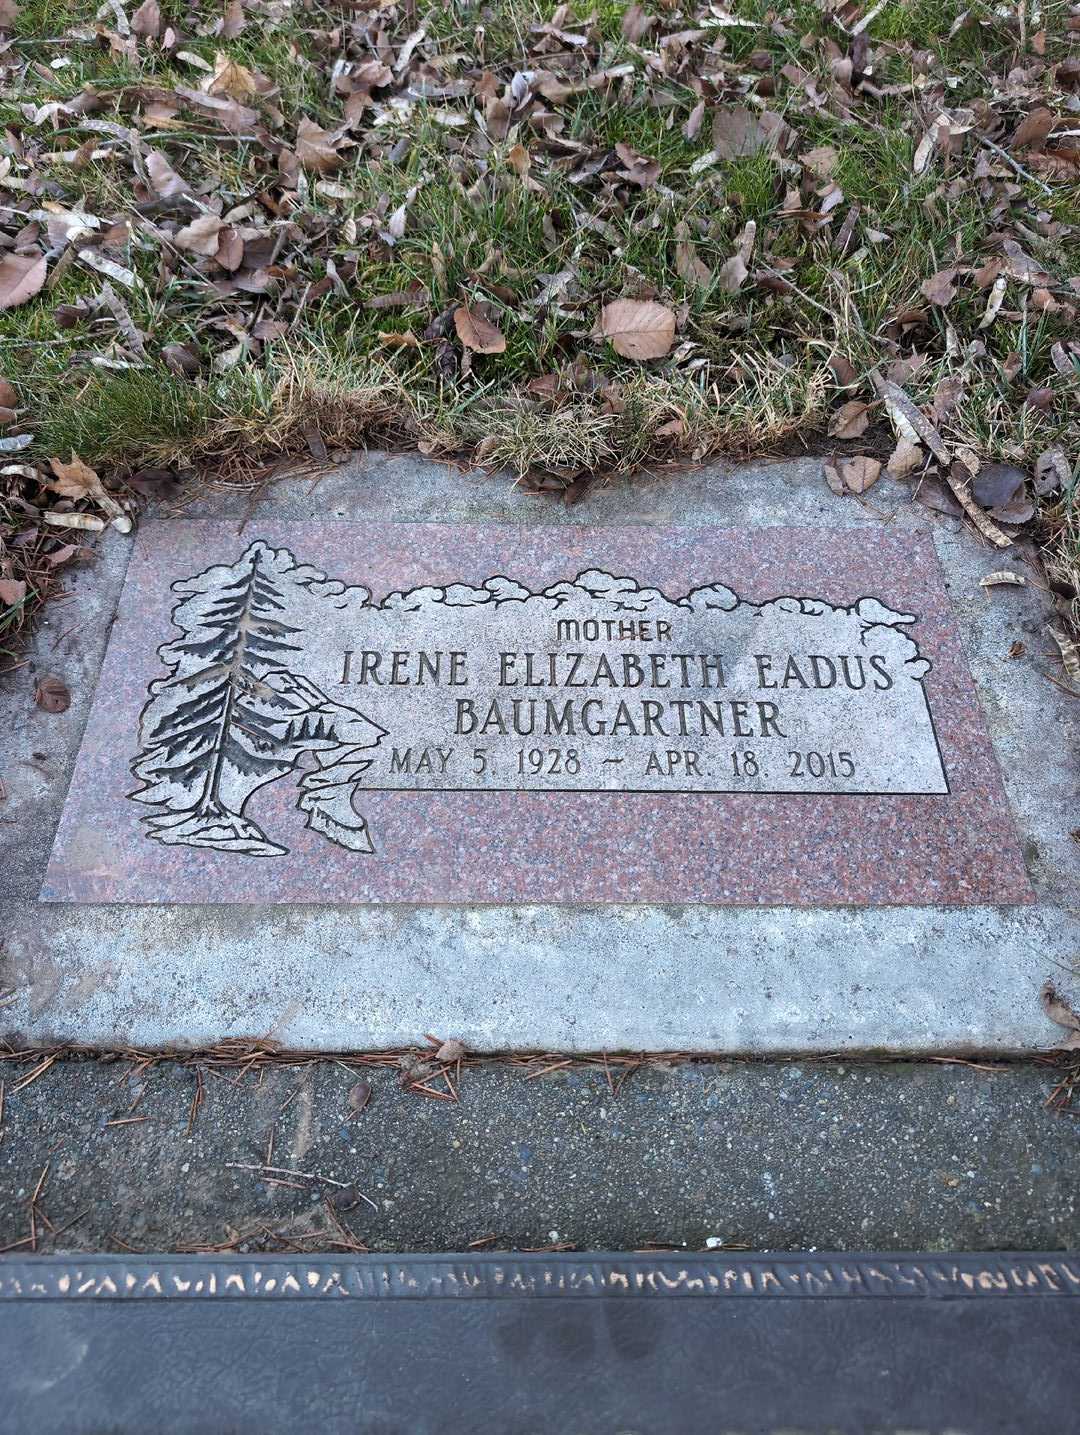 MOTHER
IRENE ELIZABETH EADUS
BAUMGARTNER
MAY 5, 1928 ~ APR. 18, 2015